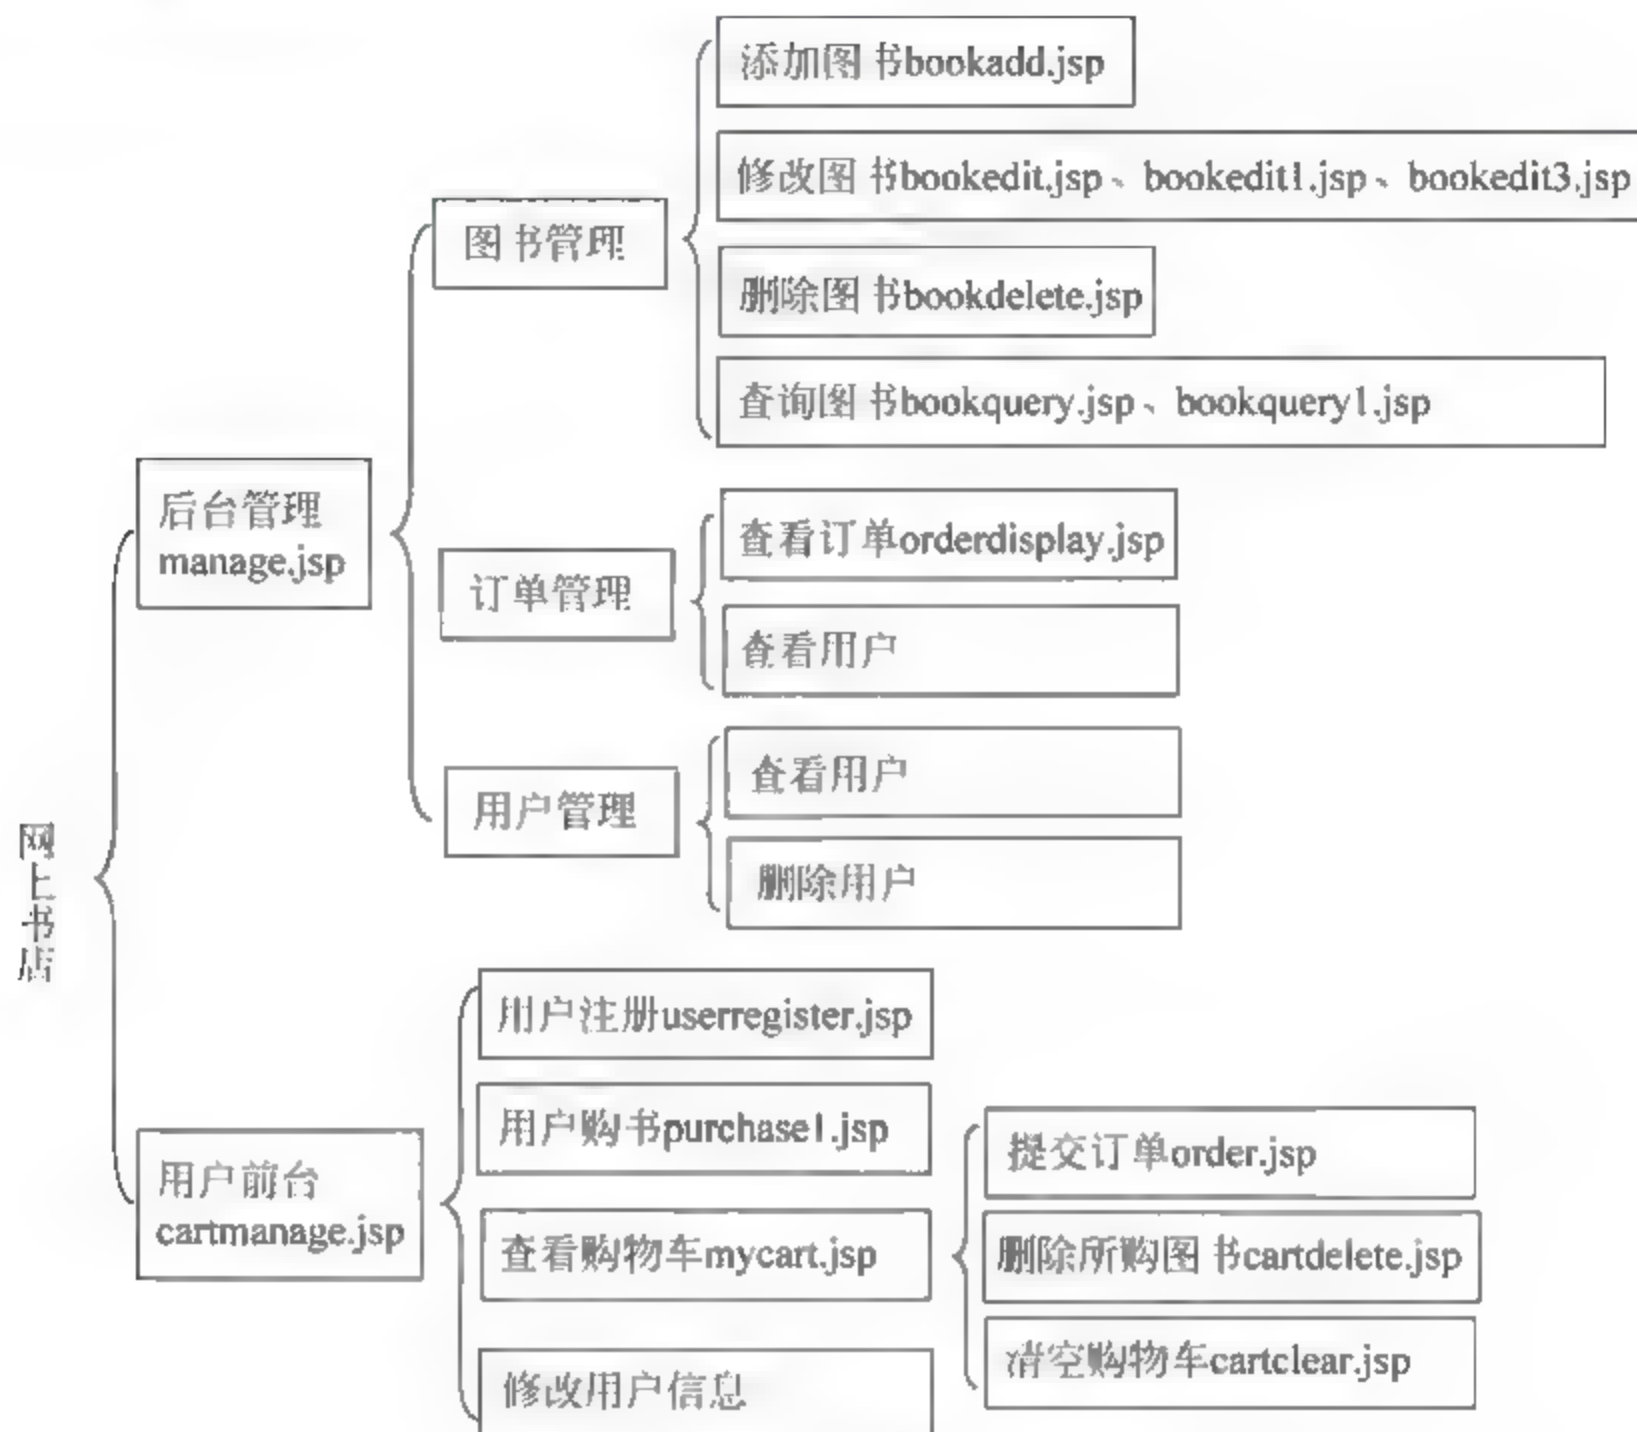 网上书店
后台管理
manage.jsp
图书管理
添加图书bookadd.jsp
修改图书bookedit.jsp、bookedit1.jsp、bookedit3.jsp
删除图书bookdelete.jsp
查询图书bookquery.jsp、bookquery1.jsp
订单管理
查看订单orderdisplay.jsp
查看用户
用户管理
查看用户
删除用户
用户前台
cartmanage.jsp
用户注册userregister.jsp
用户购书purchase1.jsp
查看购物车mycart.jsp
提交订单order.jsp
删除所购图书cartdelete.jsp
清空购物车cartclear.jsp
修改用户信息